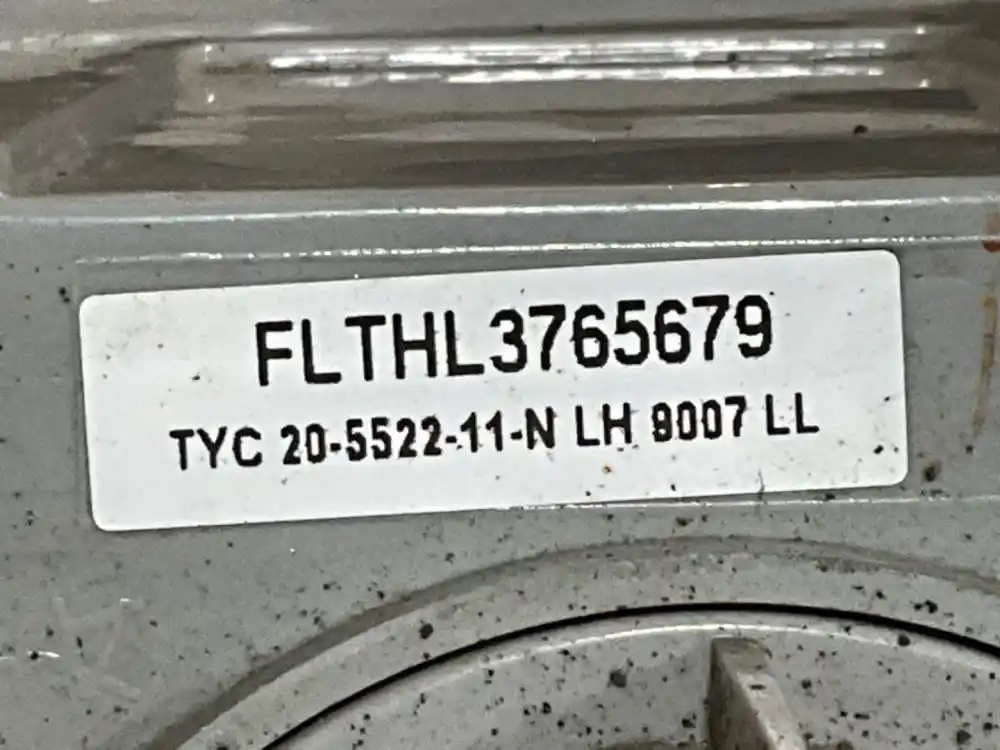 FLTHL3765679
TYC 20-5522-11-N LH 9007 LL